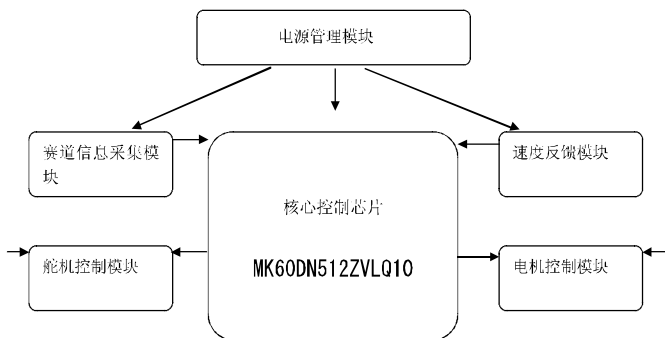 电源管理模块
赛道信息采集模
块
速度反馈模块
核心控制芯片
MK60DN512ZVLQ10
舵机控制模块
电机控制模块